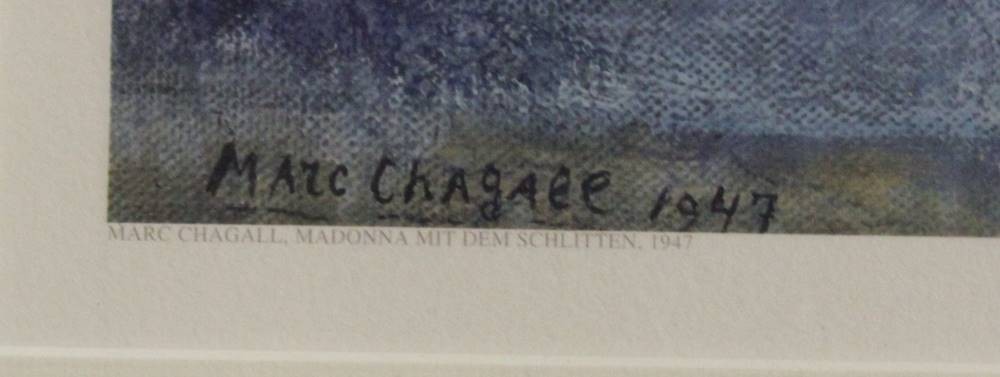 Marc Chagall 1947
MARC CHAGALL, MADONNA MIT DEM SCHLITTEN, 1947